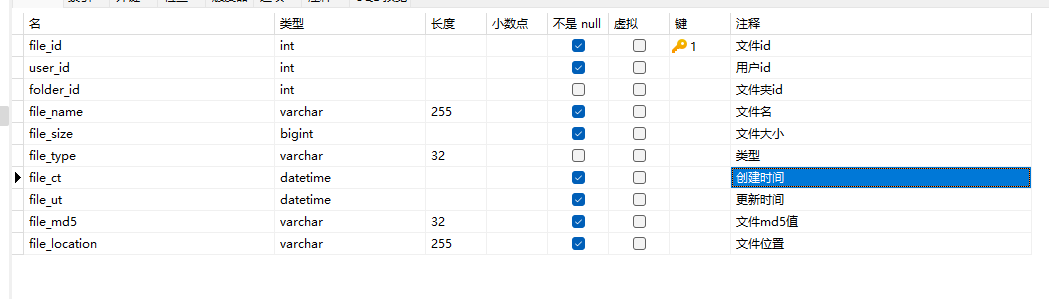 名 类型 长度 小数点 不是 null 虚拟 键 注释
file_id int 1 文件id
user_id int 用户id
folder_id int 文件夹id
file_name varchar 255 文件名
file_size bigint 文件大小
file_type varchar 32 类型
file_ct datetime 创建时间
file_ut datetime 更新时间
file_md5 varchar 32 文件md5值
file_location varchar 255 文件位置